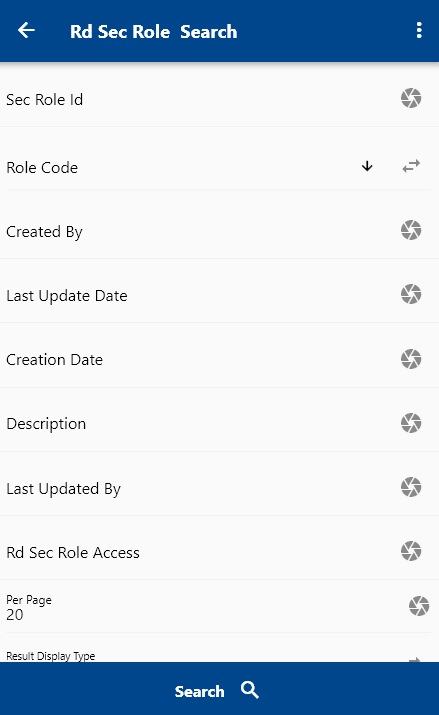 Rd Sec Role  Search
Sec Role Id
Role Code
Created By
Last Update Date
Creation Date
Description
Last Updated By
Rd Sec Role Access
Per Page
20
Result Display Type
Search